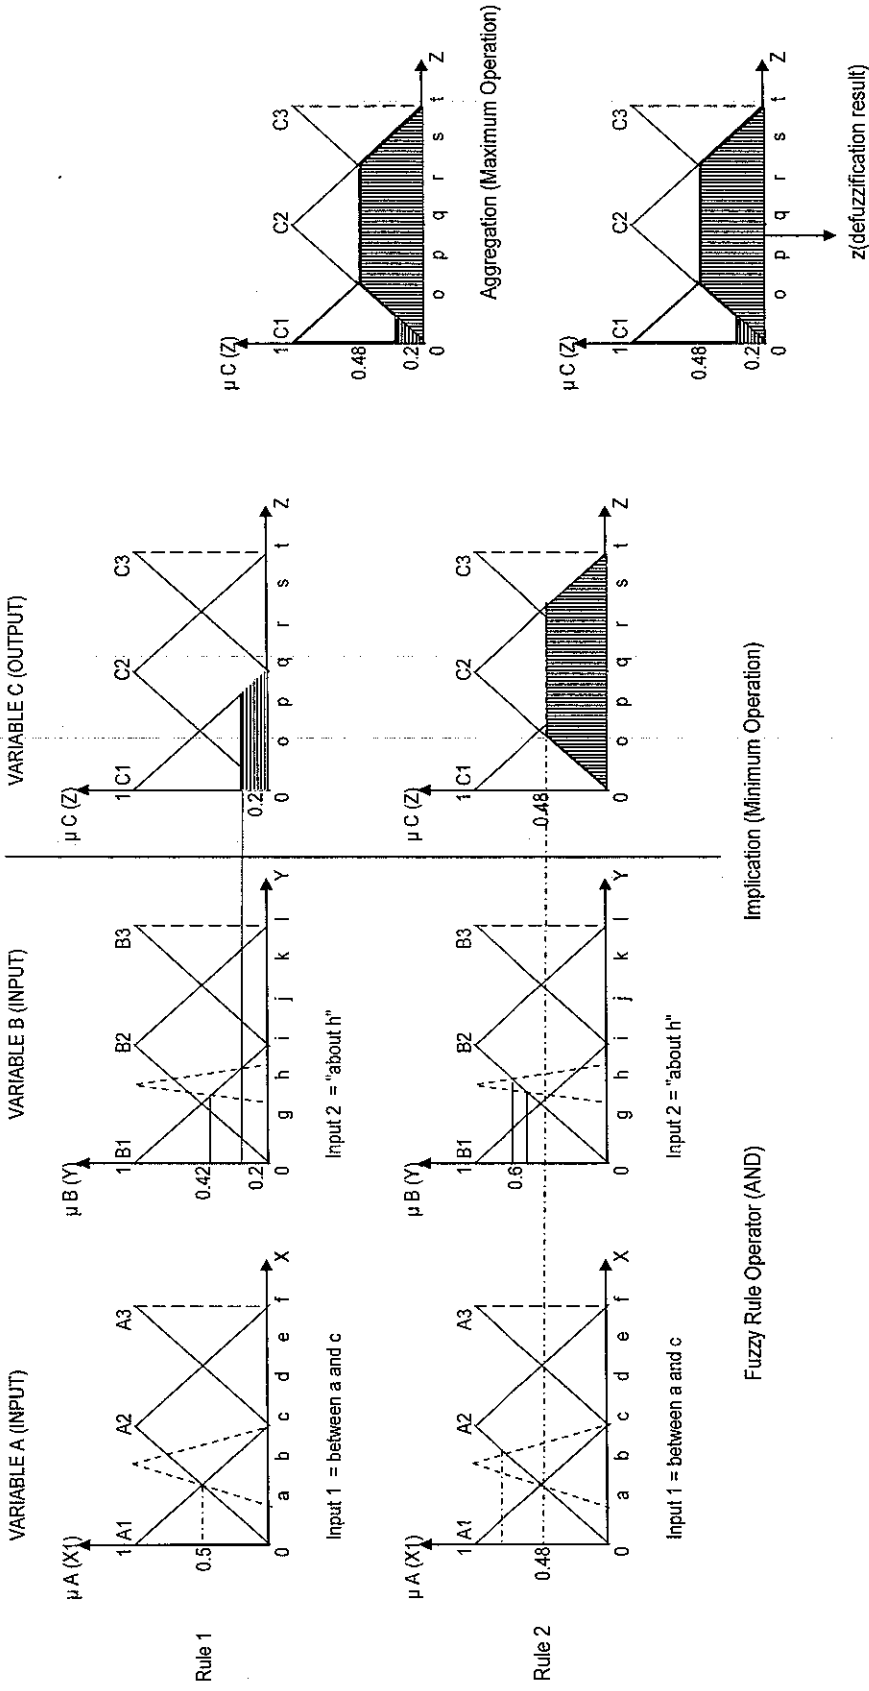 VARIABLE A (INPUT)
VARIABLE B (INPUT)
VARIABLE C (OUTPUT)
Rule 1
µ A (X1)
1 A1 A2 A3
0.5
0 a b c d e f X
Input 1 = between a and c
µ B (Y)
1 B1 B2 B3
0.42
0.2
0 g h i j k l Y
Input 2 = "about h"
µ C (Z)
1 C1 C2 C3
0.2
0 o p q r s t Z
Rule 2
µ A (X1)
1 A1 A2 A3
0.48
0 a b c d e f X
Input 1 = between a and c
µ B (Y)
1 B1 B2 B3
0.6
0 g h i j k l Y
Input 2 = "about h"
µ C (Z)
1 C1 C2 C3
0.48
0 o p q r s t Z
Fuzzy Rule Operator (AND)
Implication (Minimum Operation)
µ C (Z)
1 C1 C2 C3
0.48
0.2
0 o p q r s t Z
Aggregation (Maximum Operation)
µ C (Z)
1 C1 C2 C3
0.48
0.2
0 o p q r s t Z
z(defuzzification result)